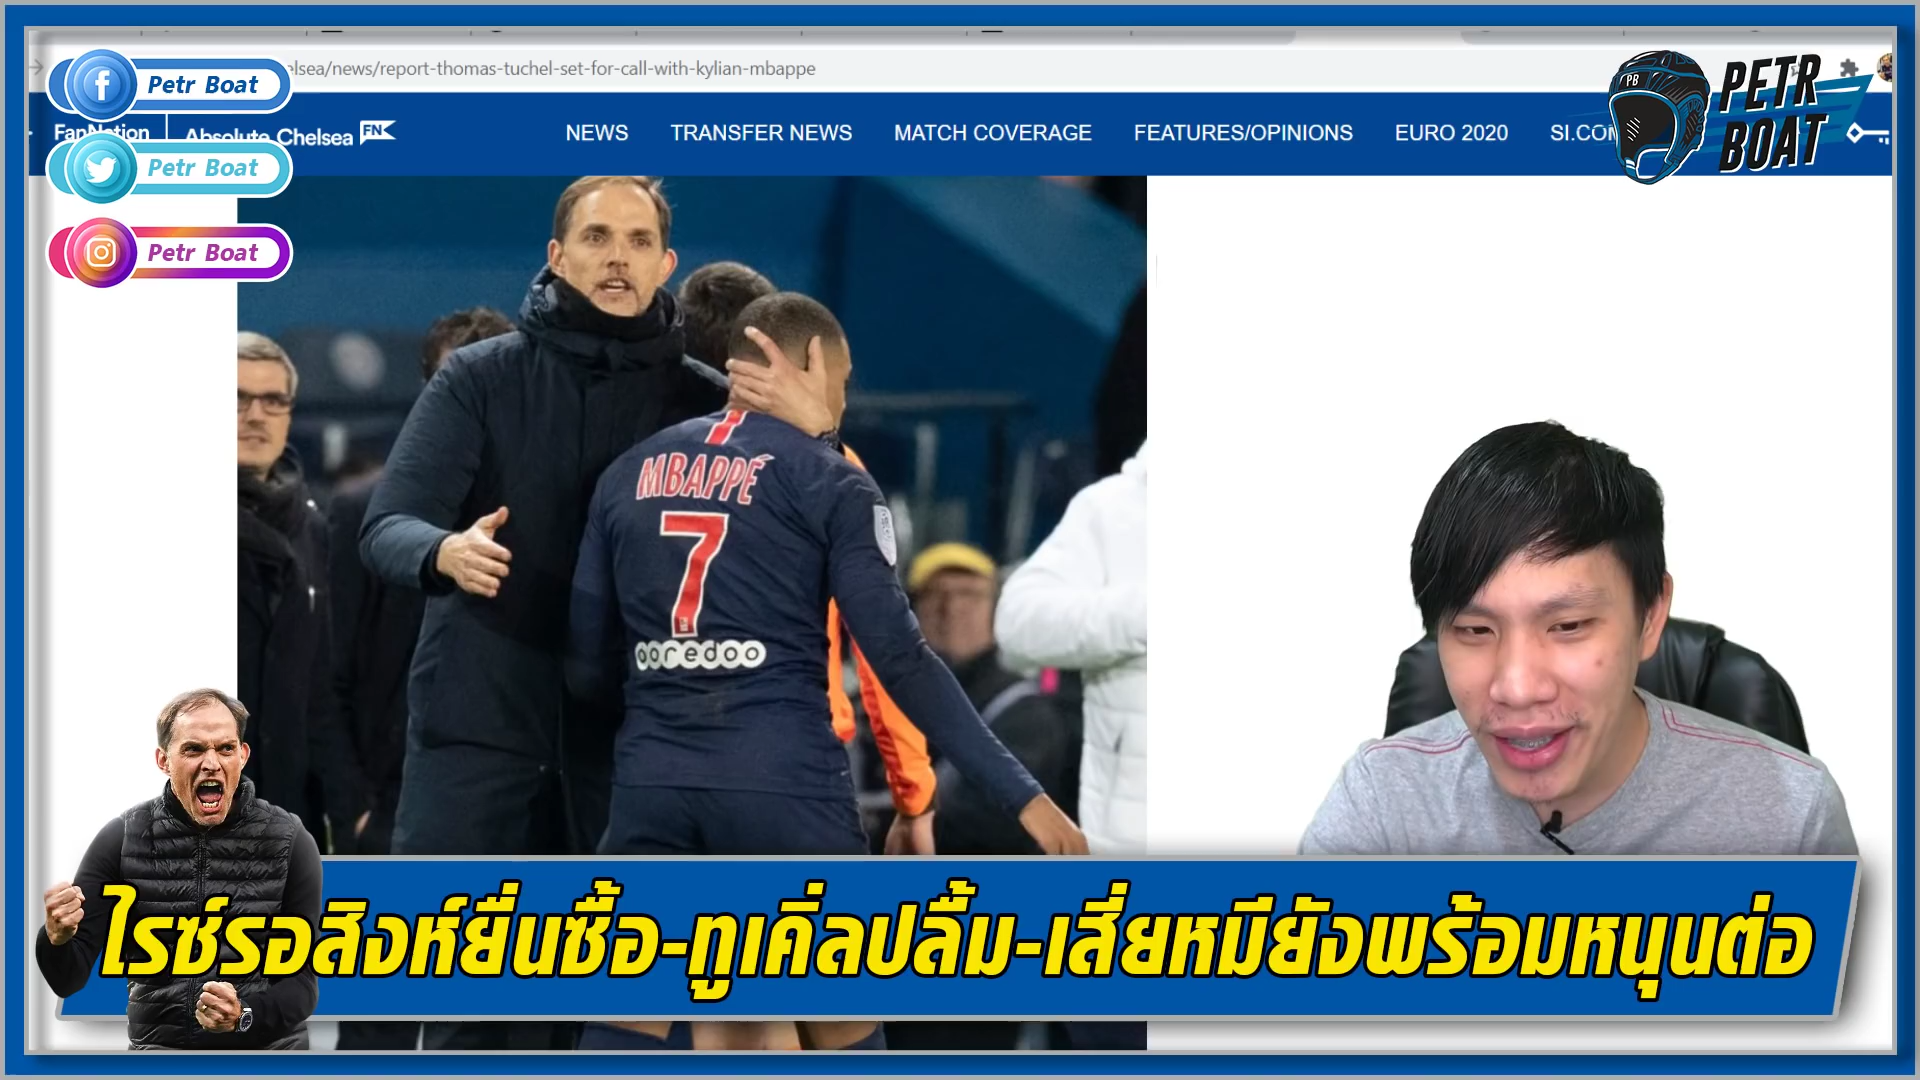 elsea/news/report-thomas-tuchel-set-for-call-with-kylian-mbappe
Petr Boat
PB
PETR
BOAT
FanNation
Absolute Chelsea FN
NEWS TRANSFER NEWS MATCH COVERAGE FEATURES/OPINIONS EURO 2020 SI.COM
Petr Boat
Petr Boat
MBAPPÉ
7
ooredoo
ไรซ์รอสิงห์ยื่นซื้อ-ทูเคิ่ลปลื้ม-เสี่ยหมียังพร้อมหนุนต่อ